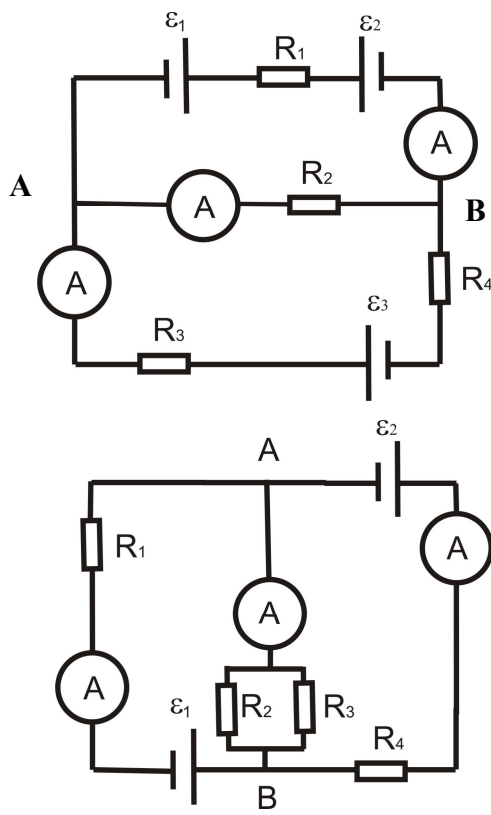 ε₁ R₁ ε₂
A
R₂
A A B
A R₄
R₃ ε₃
A ε₂
R₁
A
A
A R₂ R₃
ε₁ R₄
B